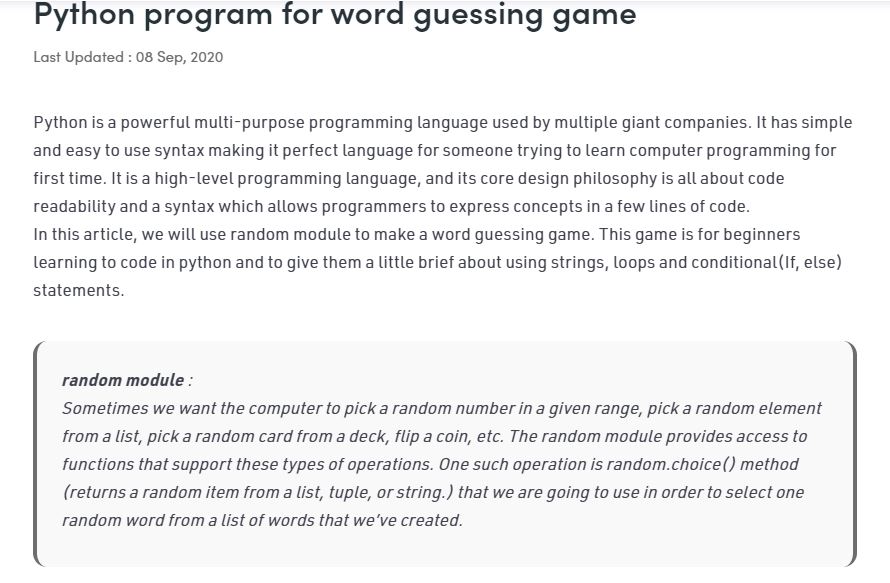 Python program for word guessing game
Last Updated : 08 Sep, 2020
Python is a powerful multi-purpose programming language used by multiple giant companies. It has simple
and easy to use syntax making it perfect language for someone trying to learn computer programming for
first time. It is a high-level programming language, and its core design philosophy is all about code
readability and a syntax which allows programmers to express concepts in a few lines of code.
In this article, we will use random module to make a word guessing game. This game is for beginners
learning to code in python and to give them a little brief about using strings, loops and conditional(If, else)
statements.
random module :
Sometimes we want the computer to pick a random number in a given range, pick a random element
from a list, pick a random card from a deck, flip a coin, etc. The random module provides access to
functions that support these types of operations. One such operation is random.choice() method
(returns a random item from a list, tuple, or string.) that we are going to use in order to select one
random word from a list of words that we’ve created.